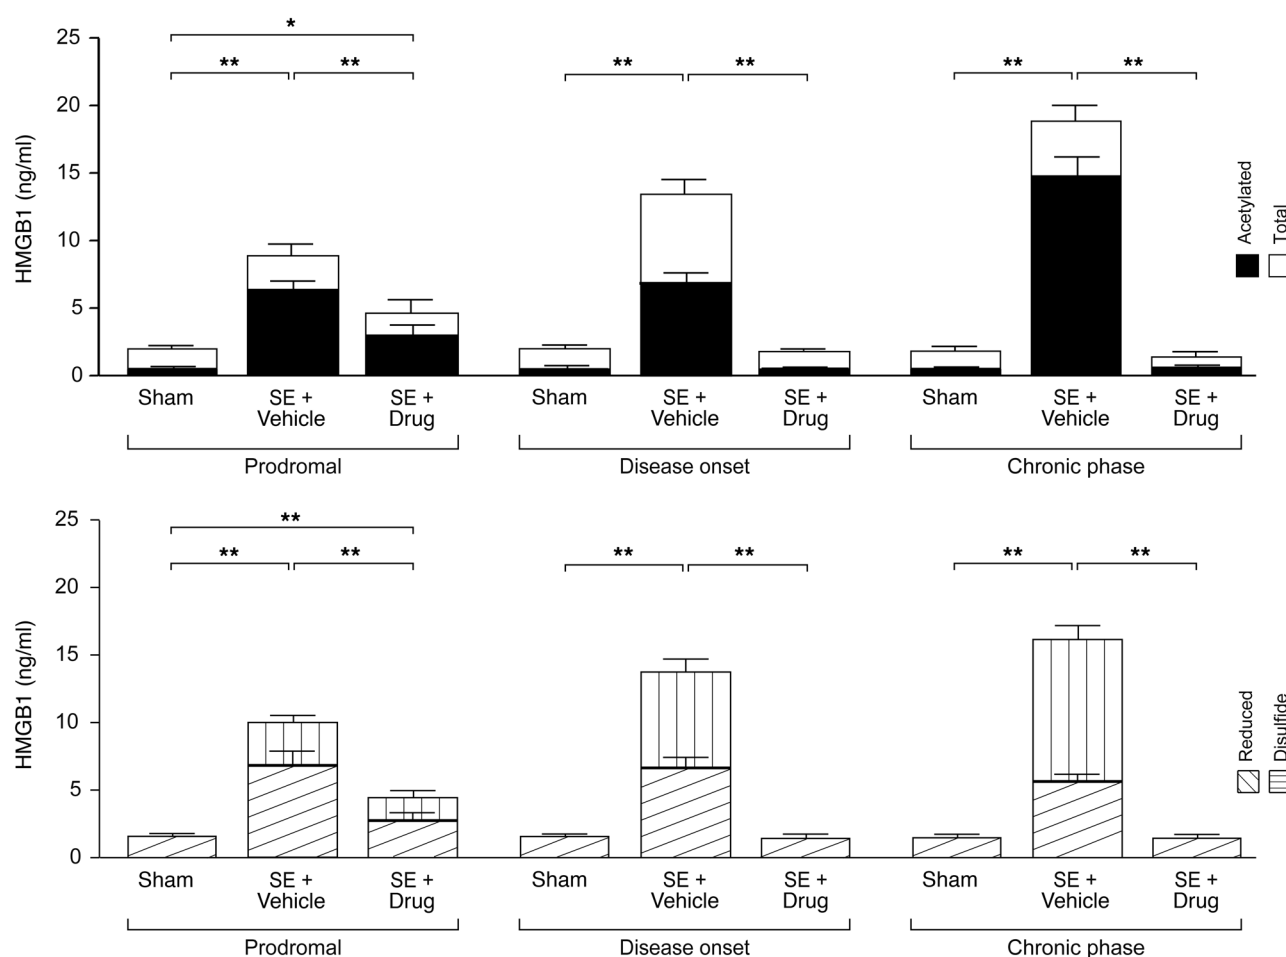 *
** **
** **
** **
25
20
15
10
5
0
HMGB1 (ng/ml)
Sham
SE +
Vehicle
SE +
Drug
Sham
SE +
Vehicle
SE +
Drug
Sham
SE +
Vehicle
SE +
Drug
Prodromal
Disease onset
Chronic phase
Acetylated
Total
**
** **
** **
** **
25
20
15
10
5
0
HMGB1 (ng/ml)
Sham
SE +
Vehicle
SE +
Drug
Sham
SE +
Vehicle
SE +
Drug
Sham
SE +
Vehicle
SE +
Drug
Prodromal
Disease onset
Chronic phase
Reduced
Disulfide